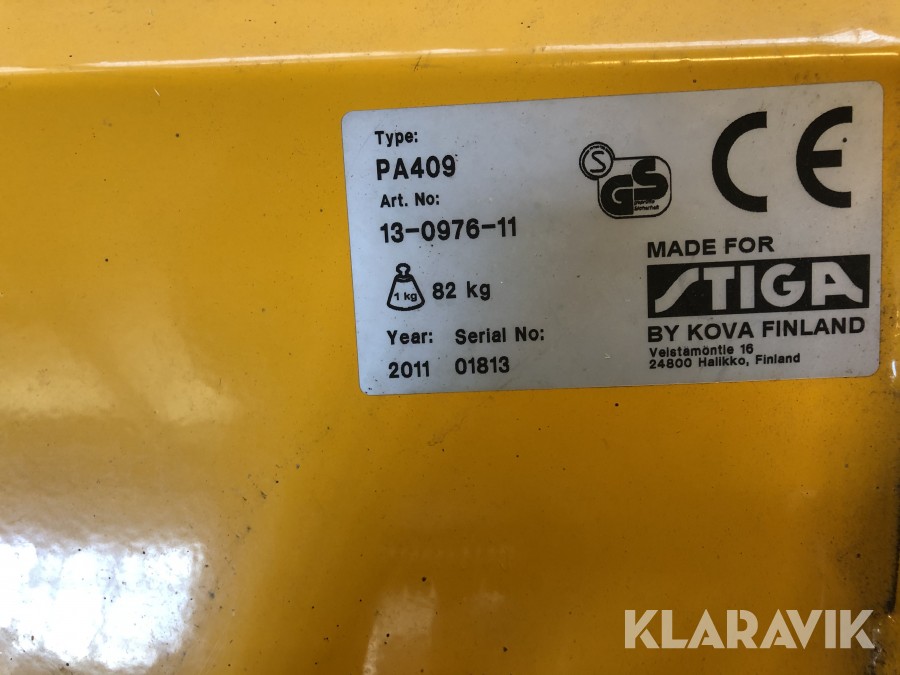 Type:
PA409
Art. No:
13-0976-11
1 kg 82 kg
Year: Serial No:
2011 01813
S
GS
CE
MADE FOR
STIGA
BY KOVA FINLAND
Veistämöntie 16
24800 Halikko, Finland
KLARAVIK